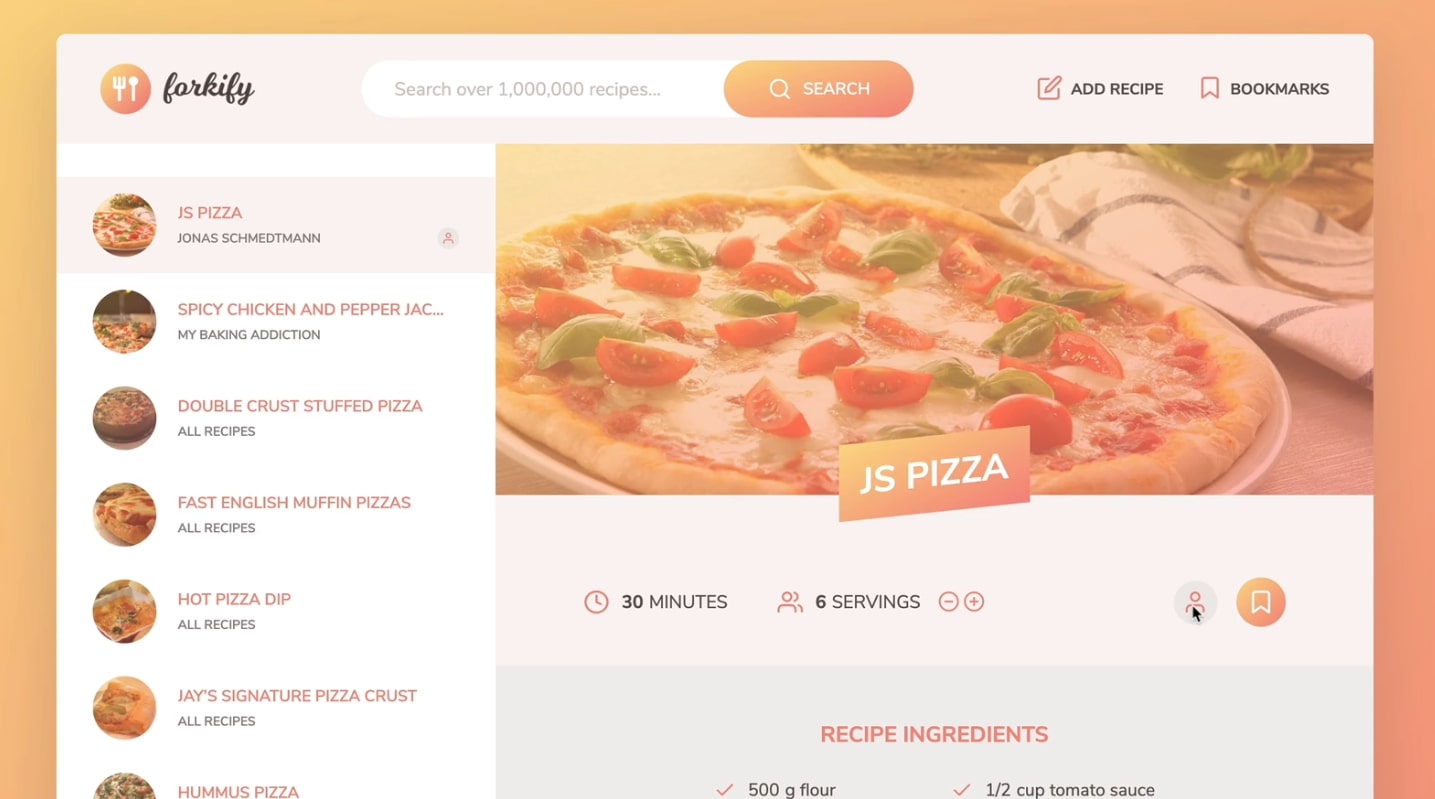 forkify
Search over 1,000,000 recipes...
SEARCH
ADD RECIPE
BOOKMARKS
JS PIZZA
JONAS SCHMEDTMANN
SPICY CHICKEN AND PEPPER JAC...
MY BAKING ADDICTION
DOUBLE CRUST STUFFED PIZZA
ALL RECIPES
FAST ENGLISH MUFFIN PIZZAS
ALL RECIPES
HOT PIZZA DIP
ALL RECIPES
JAY'S SIGNATURE PIZZA CRUST
ALL RECIPES
HUMMUS PIZZA
JS PIZZA
30 MINUTES
6 SERVINGS
RECIPE INGREDIENTS
500 g flour
1/2 cup tomato sauce